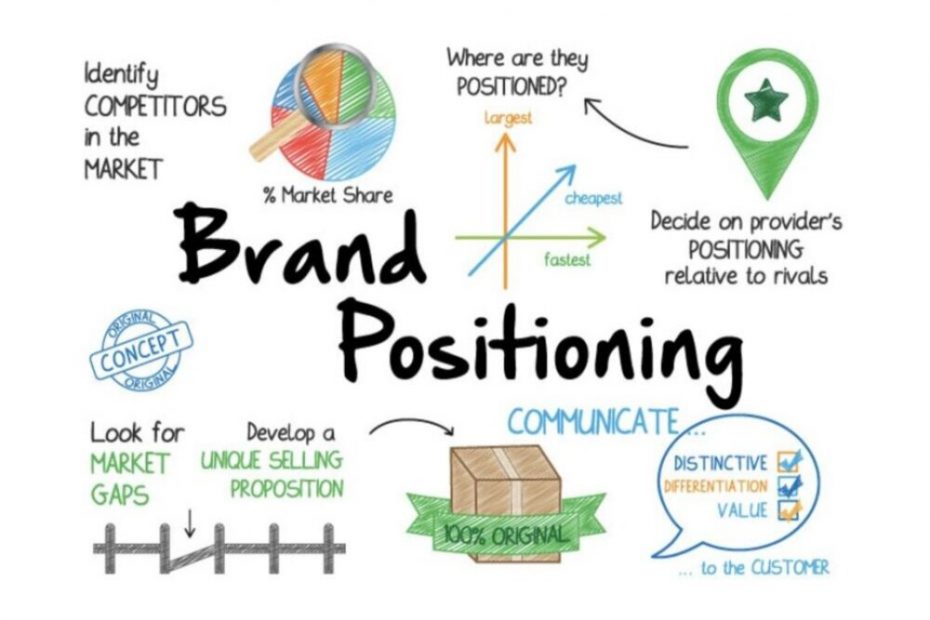 Identify
COMPETITORS
in the
MARKET
% Market Share
Where are they
POSITIONED?
largest
cheapest
fastest
Decide on provider's
POSITIONING
relative to rivals
Brand
Positioning
ORIGINAL
CONCEPT
ORIGINAL
Look for
MARKET
GAPS
Develop a
UNIQUE SELLING
PROPOSITION
100% ORIGINAL
COMMUNICATE...
DISTINCTIVE
DIFFERENTIATION
VALUE
... to the CUSTOMER